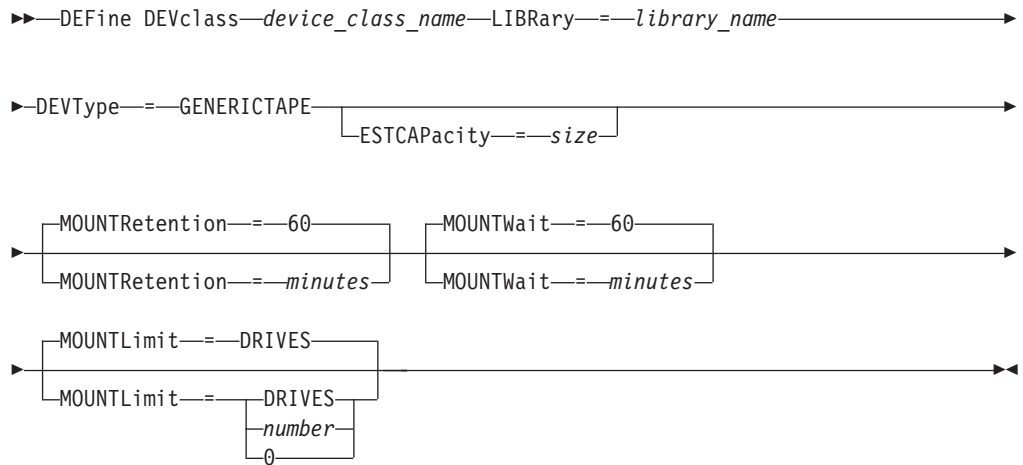 DEFine DEVclass device_class_name LIBRary = library_name
DEVType = GENERICTAPE
ESTCAPacity = size
MOUNTRetention = 60 MOUNTWait = 60
MOUNTRetention = minutes MOUNTWait = minutes
MOUNTLimit = DRIVES
MOUNTLimit = DRIVES
number
0